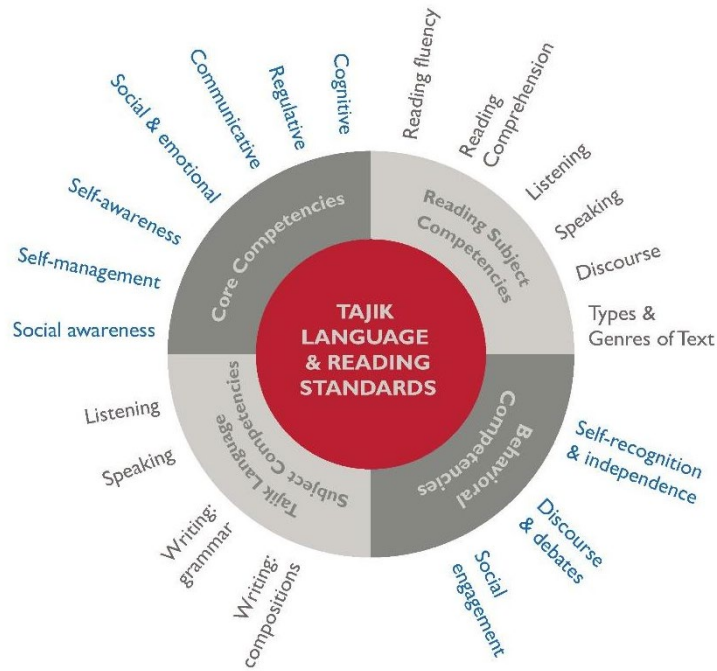 TAJIK
LANGUAGE
& READING
STANDARDS
Core Competencies
Social awareness
Self-management
Self-awareness
Social & emotional
Communicative
Regulative
Cognitive
Reading Subject
Competencies
Reading fluency
Reading
Comprehension
Listening
Speaking
Discourse
Types &
Genres of Text
Behavioral
Competencies
Self-recognition
& independence
Discourse
& debates
Social
engagement
Tajik Language
Subject Competencies
Listening
Speaking
Writing:
grammar
Writing:
compositions